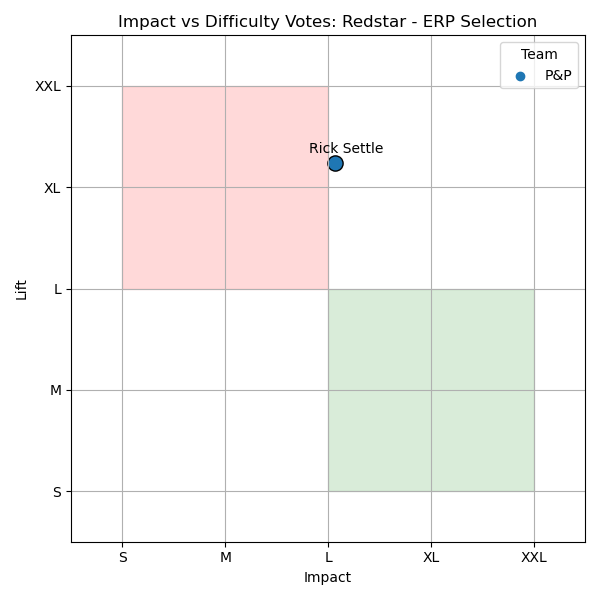 Impact vs Difficulty Votes: Redstar - ERP Selection
Team
P&P
XXL
Rick Settle
XL
Lift
L
M
S
S M L XL XXL
Impact